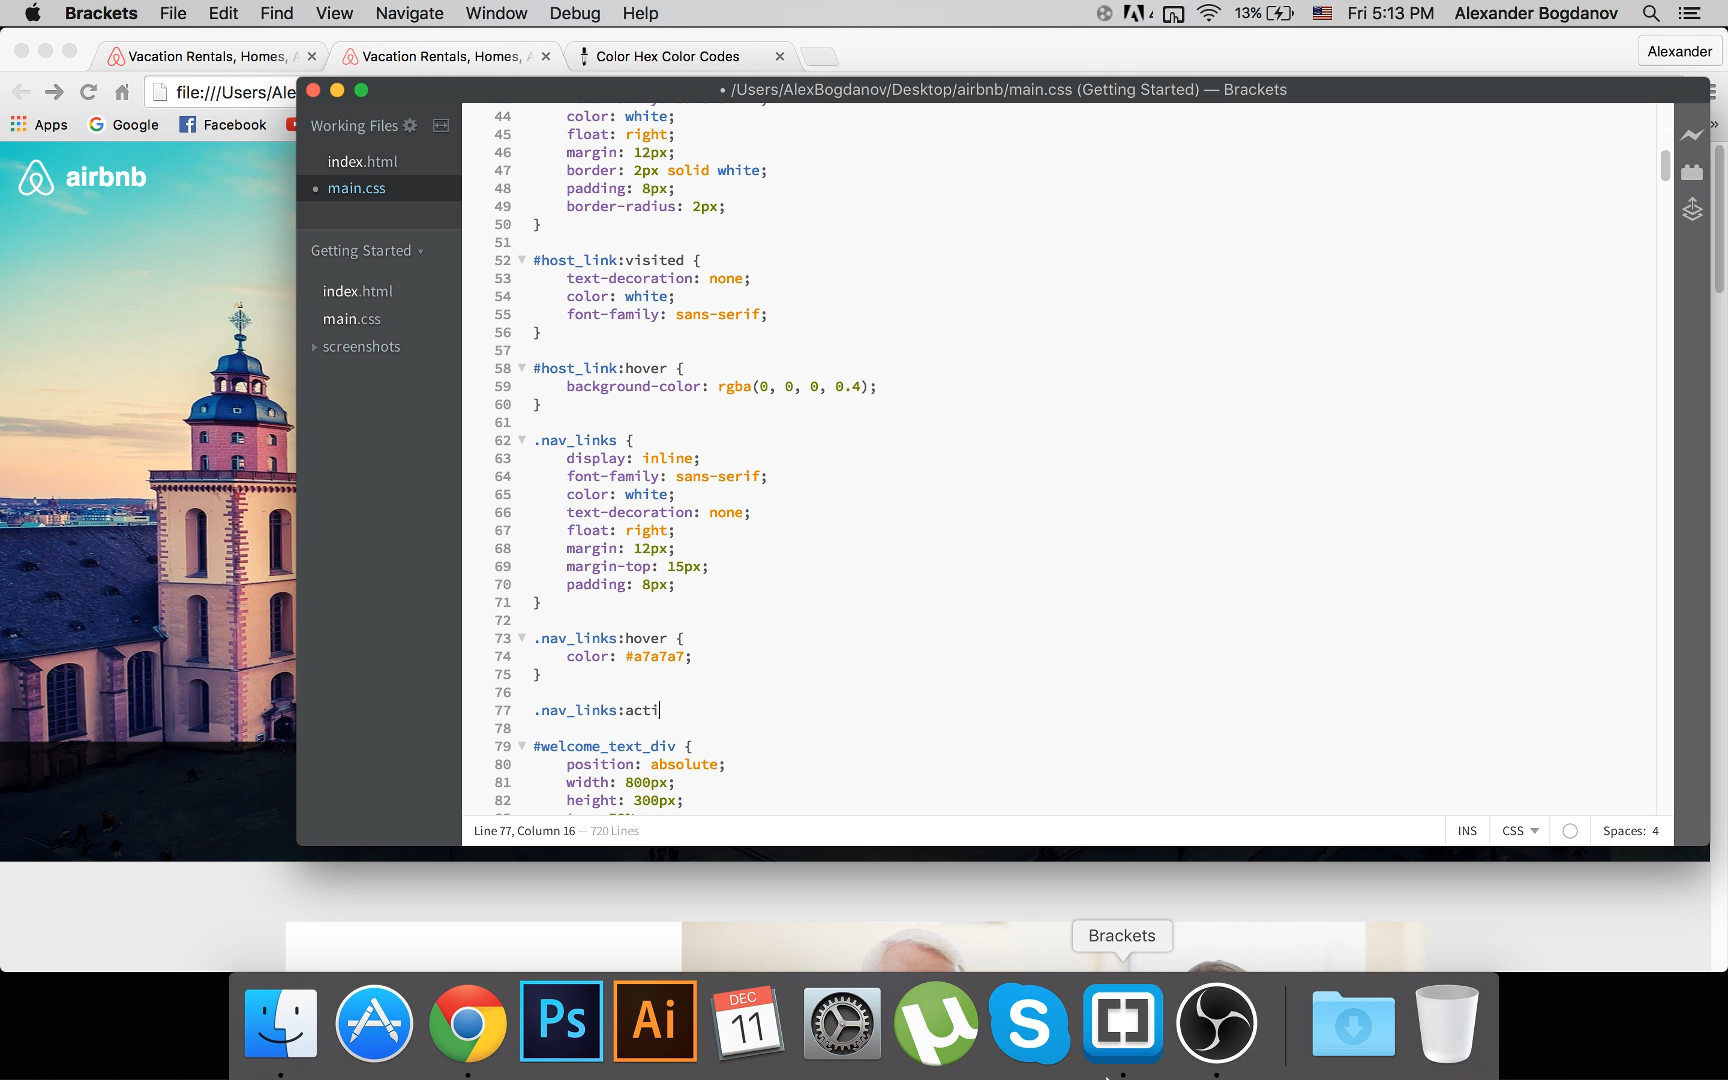 Brackets File Edit Find View Navigate Window Debug Help 13% Fri 5:13 PM Alexander Bogdanov
Vacation Rentals, Homes, Vacation Rentals, Homes, Color Hex Color Codes Alexander
file:///Users/Ale
Apps Google Facebook »
airbnb
• /Users/AlexBogdanov/Desktop/airbnb/main.css (Getting Started) — Brackets
Working Files
index.html
main.css
Getting Started
index.html
main.css
screenshots
44 color: white;
45 float: right;
46 margin: 12px;
47 border: 2px solid white;
48 padding: 8px;
49 border-radius: 2px;
50 }
51
52 #host_link:visited {
53 text-decoration: none;
54 color: white;
55 font-family: sans-serif;
56 }
57
58 #host_link:hover {
59 background-color: rgba(0, 0, 0, 0.4);
60 }
61
62 .nav_links {
63 display: inline;
64 font-family: sans-serif;
65 color: white;
66 text-decoration: none;
67 float: right;
68 margin: 12px;
69 margin-top: 15px;
70 padding: 8px;
71 }
72
73 .nav_links:hover {
74 color: #a7a7a7;
75 }
76
77 .nav_links:acti
78
79 #welcome_text_div {
80 position: absolute;
81 width: 800px;
82 height: 300px;
Line 77, Column 16 — 720 Lines INS CSS Spaces: 4
Brackets
Ps Ai DEC 11 µ S